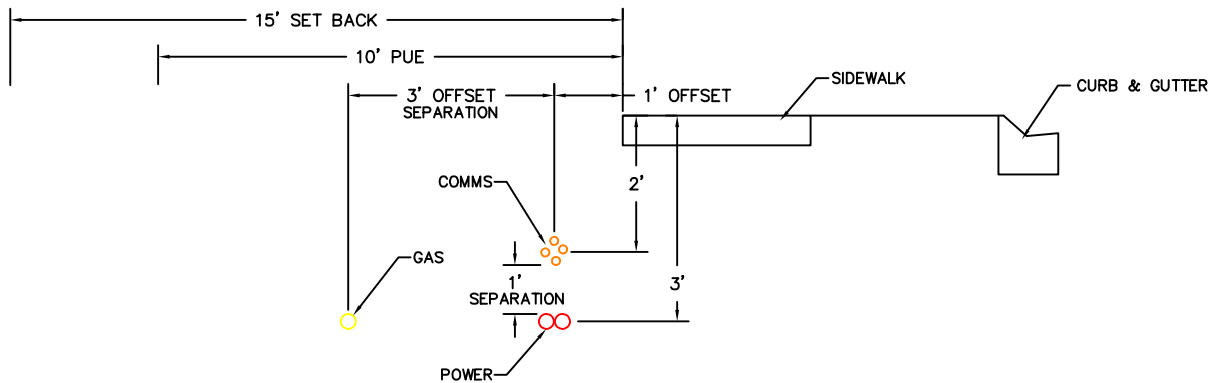 15' SET BACK
10' PUE
3' OFFSET
SEPARATION
1' OFFSET
SIDEWALK
CURB & GUTTER
COMMS
2'
GAS
1'
SEPARATION
3'
POWER